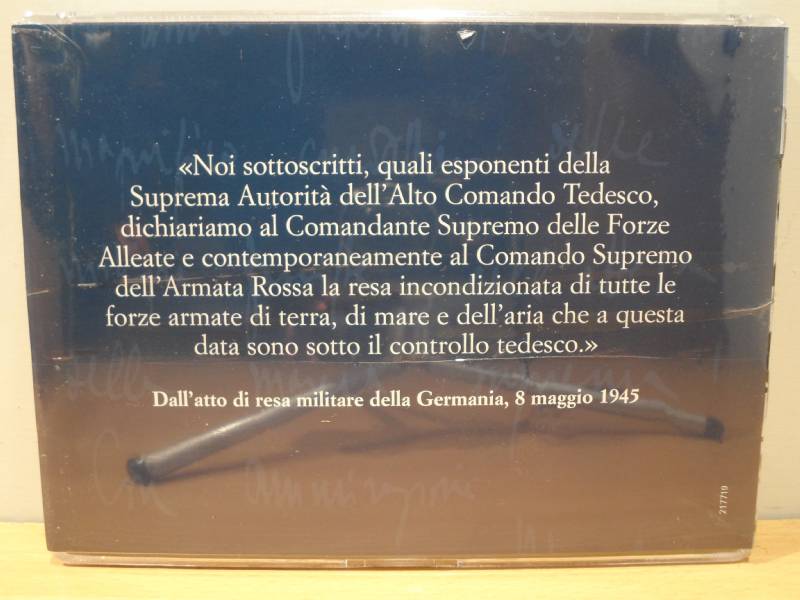 «Noi sottoscritti, quali esponenti della
Suprema Autorità dell'Alto Comando Tedesco,
dichiariamo al Comandante Supremo delle Forze
Alleate e contemporaneamente al Comando Supremo
dell'Armata Rossa la resa incondizionata di tutte le
forze armate di terra, di mare e dell'aria che a questa
data sono sotto il controllo tedesco.»
Dall'atto di resa militare della Germania, 8 maggio 1945
217719